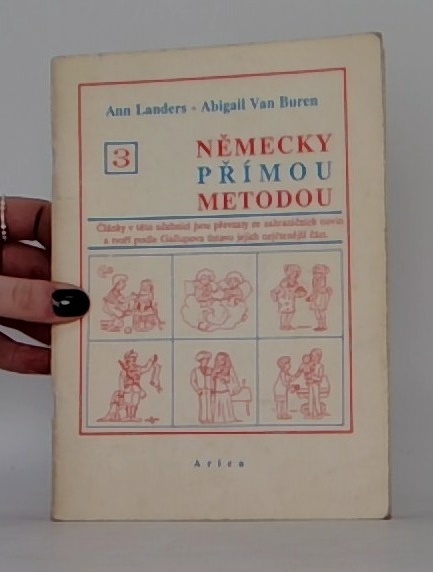 Ann Landers - Abigail Van Buren
3
NĚMECKY
PŘÍMOU
METODOU
Články v této učebnici jsou převzaty ze zahraničních novin
a tvoří podle Gallupova ústavu jejich nejčtenější část.
Arica